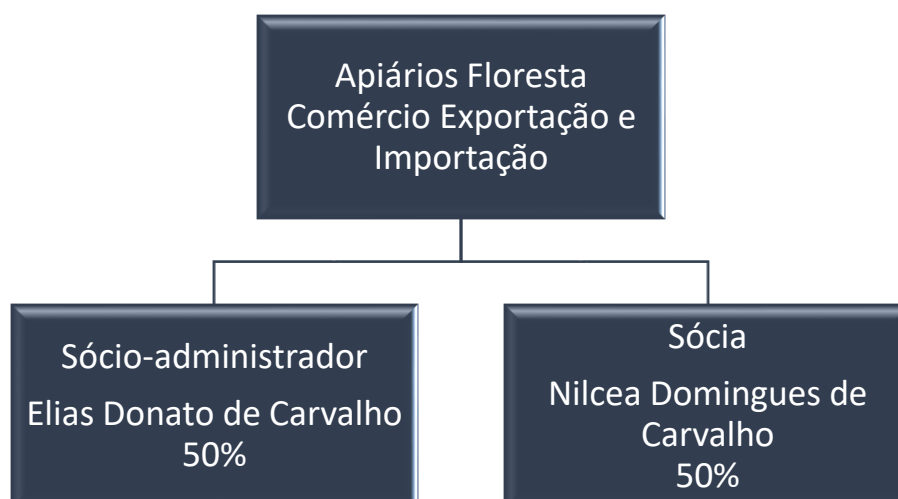 Apiários Floresta
Comércio Exportação e
Importação
Sócio-administrador
Elias Donato de Carvalho
50%
Sócia
Nilcea Domingues de
Carvalho
50%